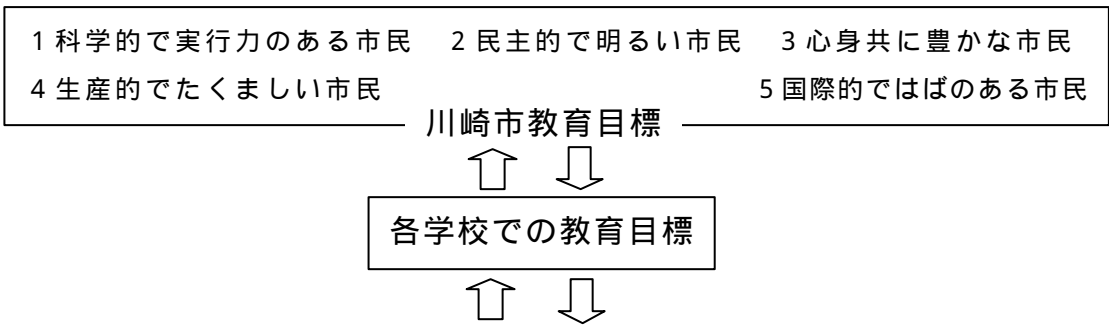 1 科学的で実行力のある市民 2 民主的で明るい市民 3 心身共に豊かな市民
4 生産的でたくましい市民 5 国際的ではばのある市民
川崎市教育目標
各学校での教育目標